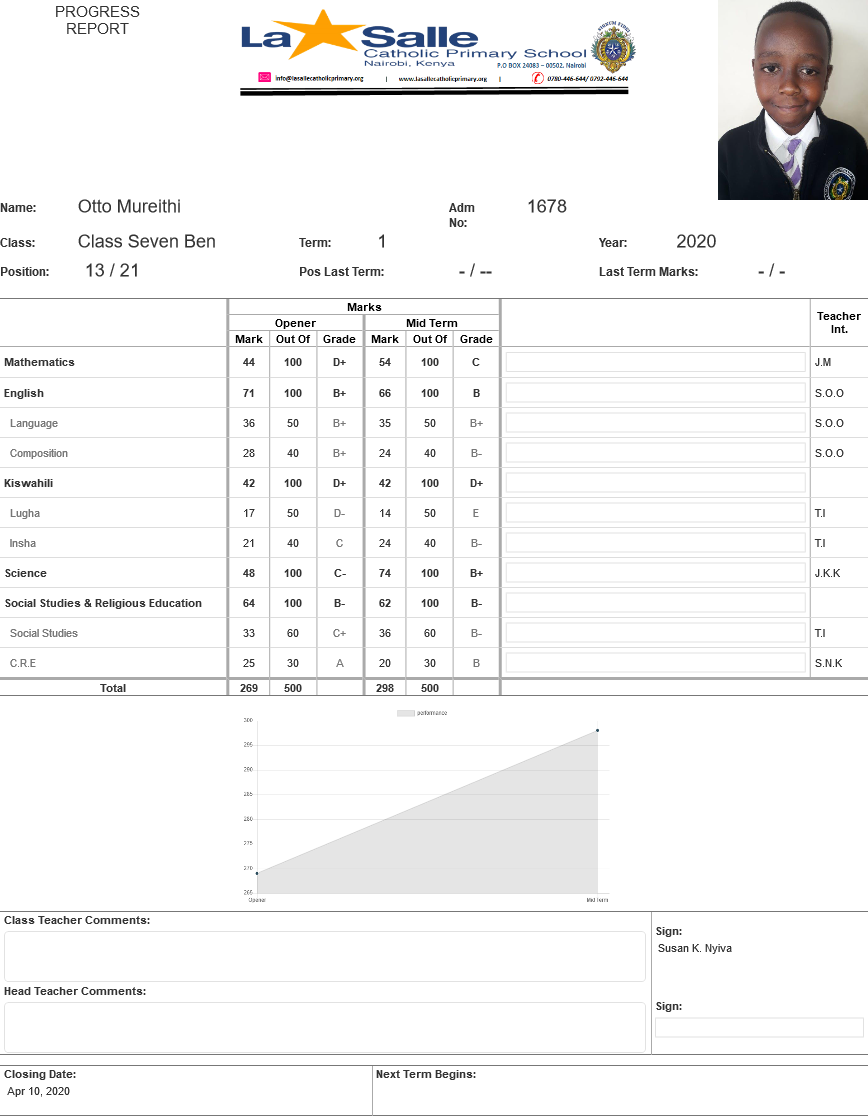 PROGRESS
REPORT
La Salle
Catholic Primary School
Nairobi, Kenya
P.O BOX 24083 – 00502, Nairobi
info@lasallecatholicprimary.org | www.lasallecatholicprimary.org | 0780-446-644/ 0792-446-644
Name: Otto Mureithi Adm No: 1678
Class: Class Seven Ben Term: 1 Year: 2020
Position: 13 / 21 Pos Last Term: - / -- Last Term Marks: - / -
Marks
Opener Mid Term Teacher Int.
Mark Out Of Grade Mark Out Of Grade
Mathematics 44 100 D+ 54 100 C J.M
English 71 100 B+ 66 100 B S.O.O
Language 36 50 B+ 35 50 B+ S.O.O
Composition 28 40 B+ 24 40 B- S.O.O
Kiswahili 42 100 D+ 42 100 D+
Lugha 17 50 D- 14 50 E T.I
Insha 21 40 C 24 40 B- T.I
Science 48 100 C- 74 100 B+ J.K.K
Social Studies & Religious Education 64 100 B- 62 100 B-
Social Studies 33 60 C+ 36 60 B- T.I
C.R.E 25 30 A 20 30 B S.N.K
Total 269 500 298 500
performance
300
295
290
285
280
275
270
265
Opener Mid Term
Class Teacher Comments:
Sign:
Susan K. Nyiva
Head Teacher Comments:
Sign:
Closing Date: Next Term Begins:
Apr 10, 2020